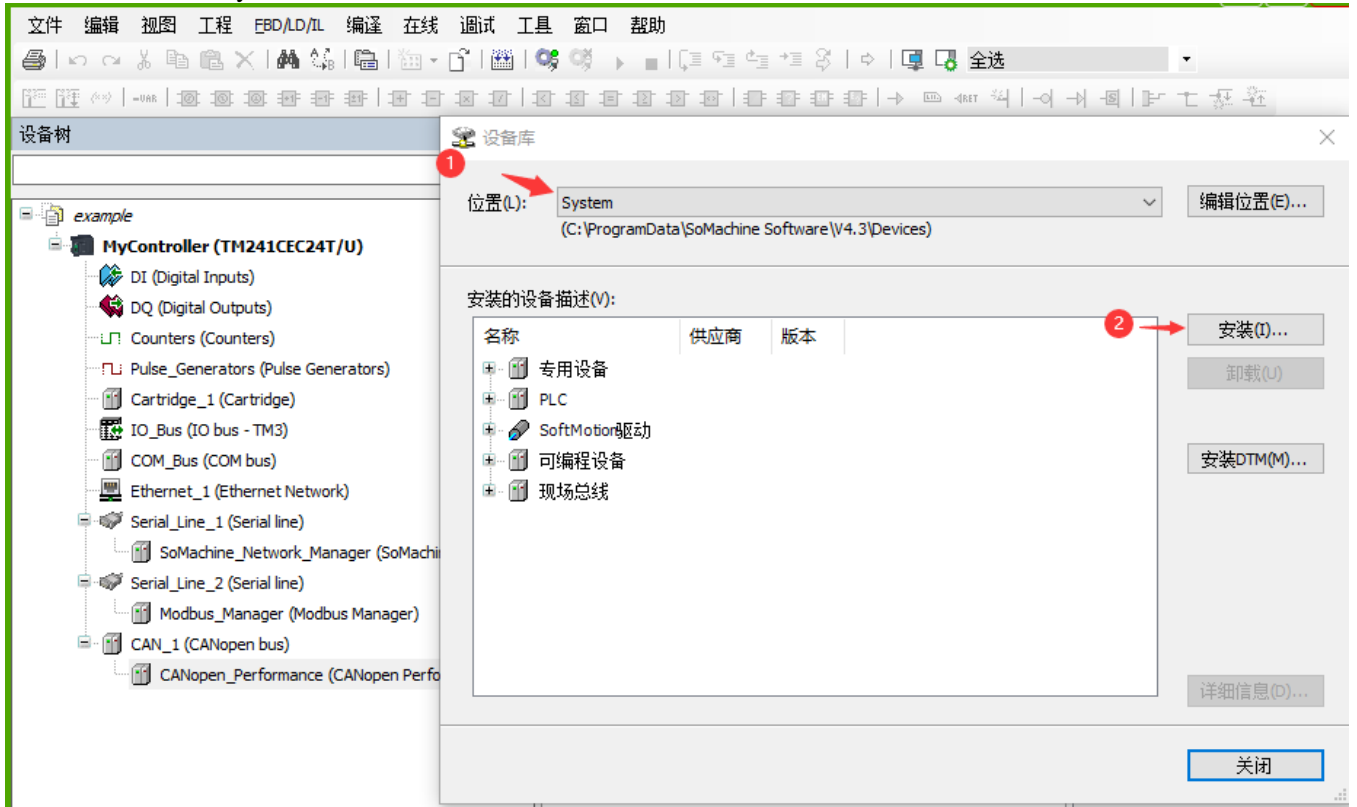 文件 编辑 视图 工程 FBD/LD/IL 编译 在线 调试 工具 窗口 帮助
全选
-VAR
4RET
设备树
设备库
1
位置(L): System 编辑位置(E)...
(C:\ProgramData\SoMachine Software\V4.3\Devices)
example
MyController (TM241CEC24T/U)
DI (Digital Inputs)
DQ (Digital Outputs)
Counters (Counters)
Pulse_Generators (Pulse Generators)
Cartridge_1 (Cartridge)
IO_Bus (IO bus - TM3)
COM_Bus (COM bus)
Ethernet_1 (Ethernet Network)
Serial_Line_1 (Serial line)
SoMachine_Network_Manager (SoMachi
Serial_Line_2 (Serial line)
Modbus_Manager (Modbus Manager)
CAN_1 (CANopen bus)
CANopen_Performance (CANopen Perfo
安装的设备描述(V):
名称 供应商 版本
专用设备
PLC
SoftMotion驱动
可编程设备
现场总线
2
安装(I)...
卸载(U)
安装DTM(M)...
详细信息(D)...
关闭